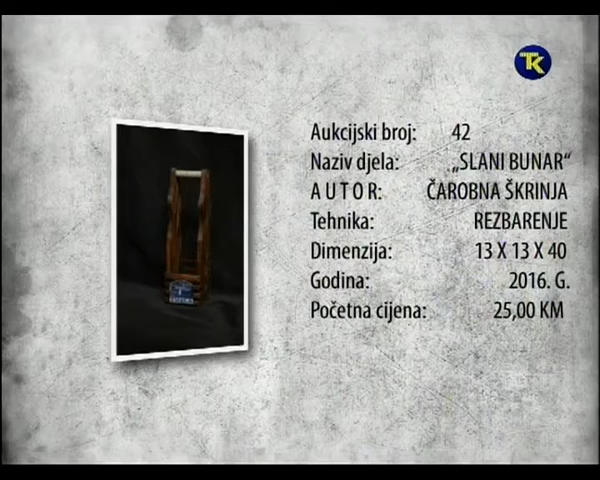 TK
Aukcijski broj: 42
Naziv djela: „SLANI BUNAR“
A U T O R: ČAROBNA ŠKRINJA
Tehnika: REZBARENJE
Dimenzija: 13 X 13 X 40
Godina: 2016. G.
Početna cijena: 25,00 KM